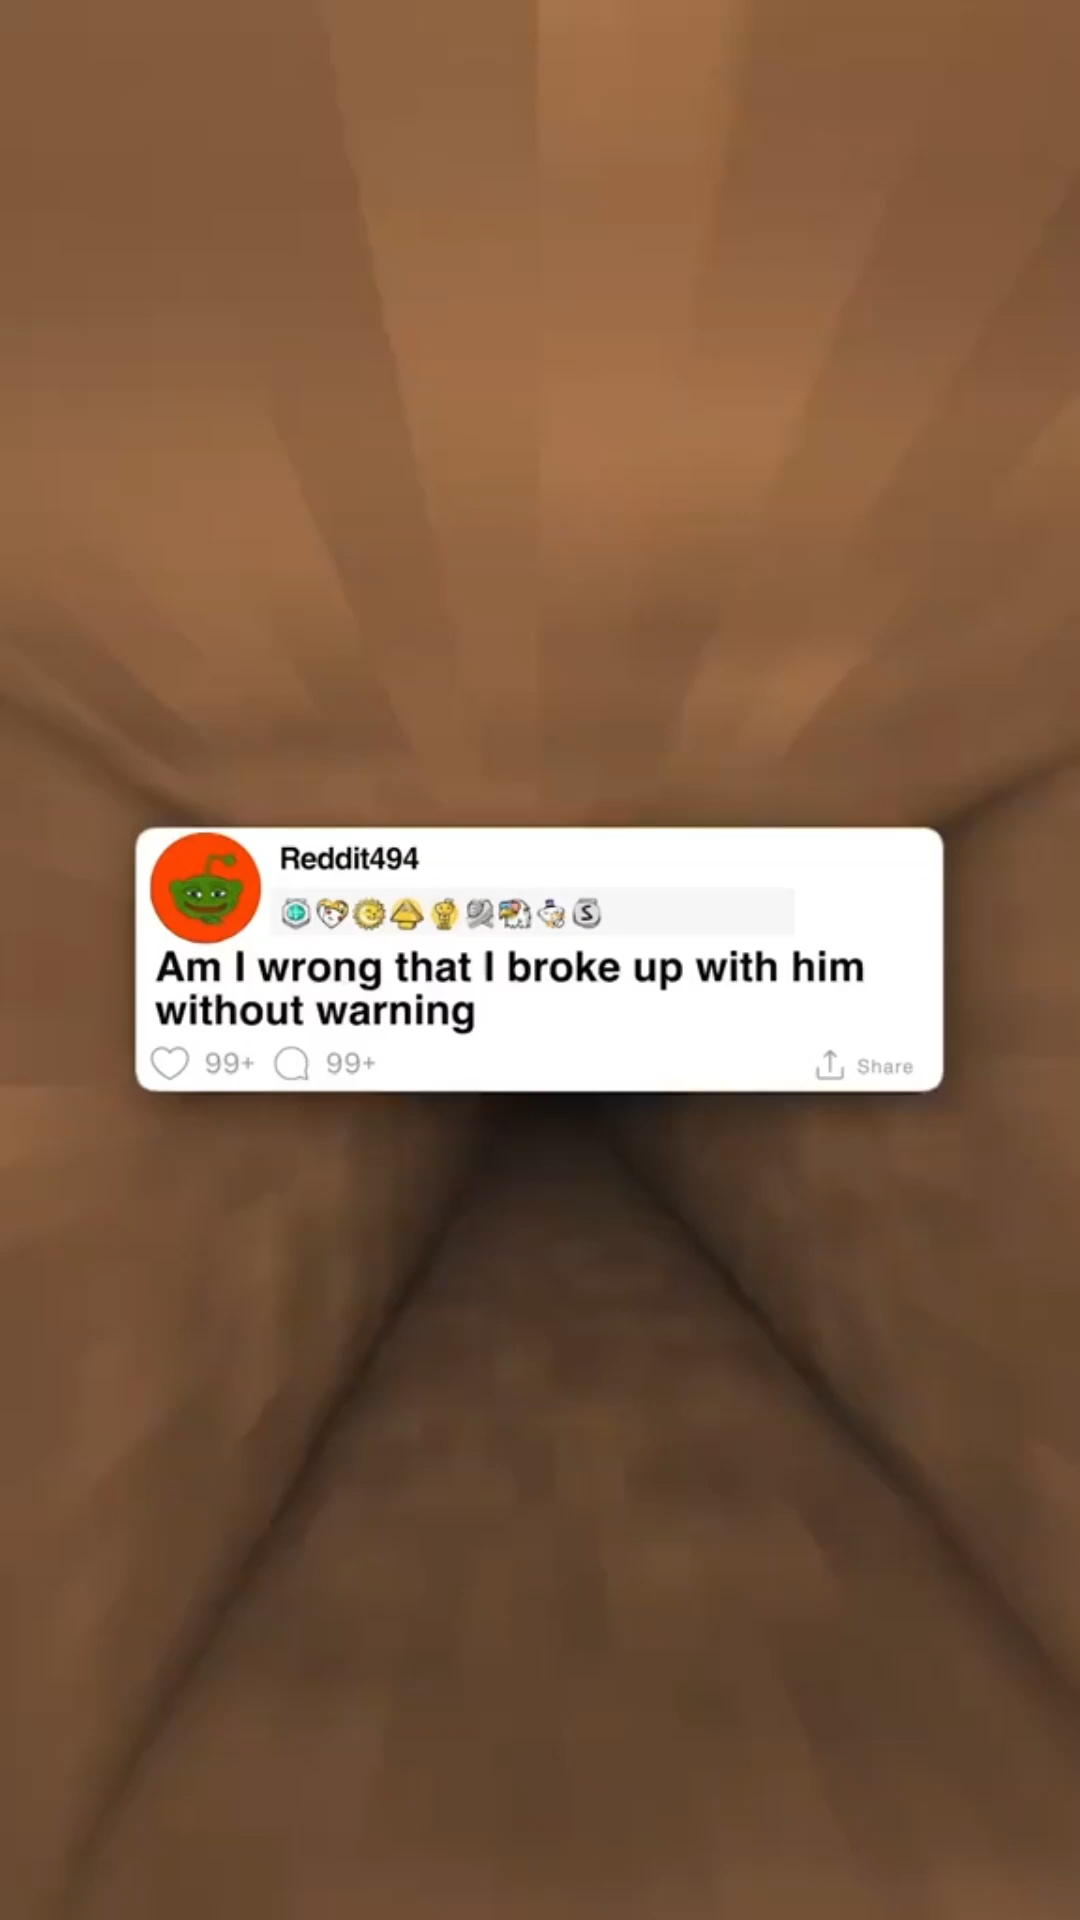 Reddit494
Am I wrong that I broke up with him
without warning
99+ 99+ Share